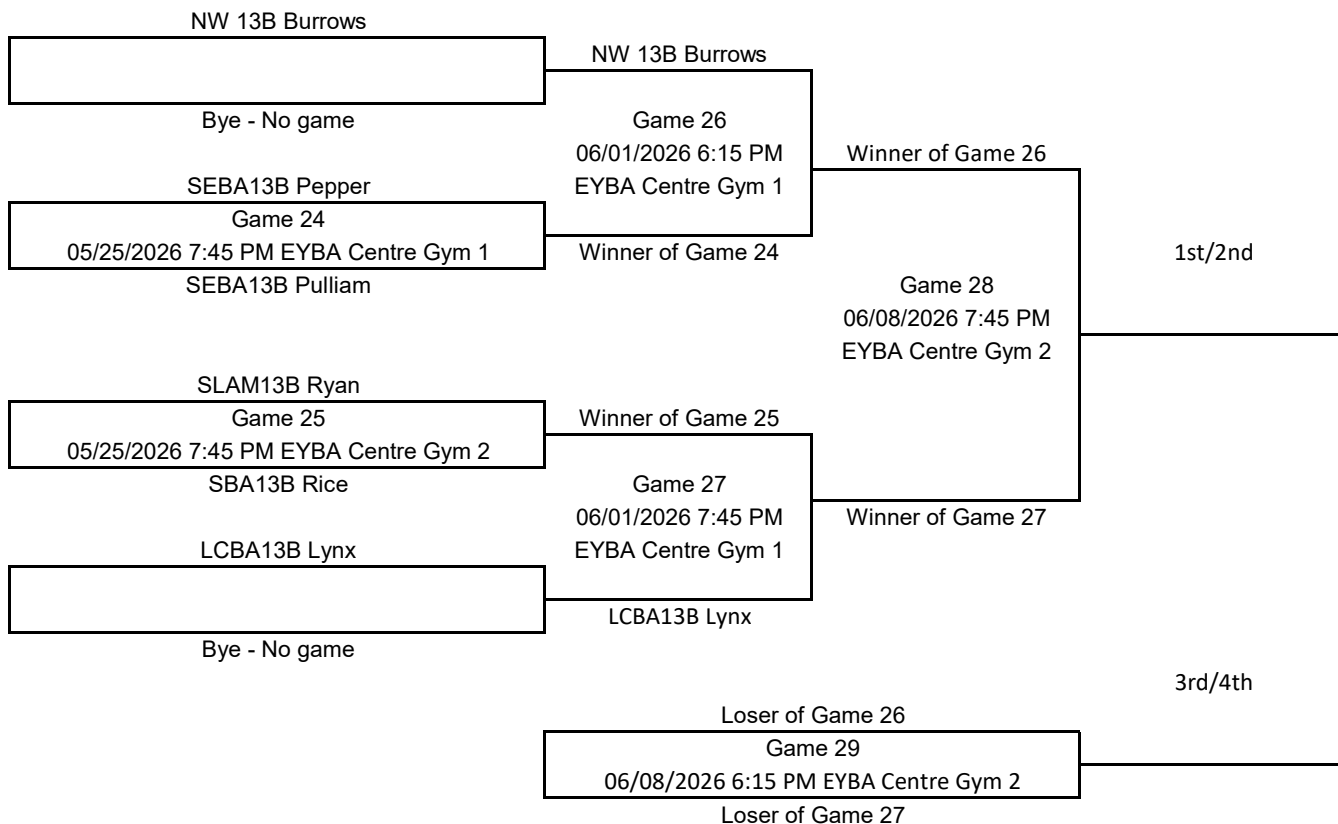 NW 13B Burrows
Bye - No game
SEBA13B Pepper
Game 24
05/25/2026 7:45 PM EYBA Centre Gym 1
SEBA13B Pulliam
SLAM13B Ryan
Game 25
05/25/2026 7:45 PM EYBA Centre Gym 2
SBA13B Rice
LCBA13B Lynx
Bye - No game
NW 13B Burrows
Game 26
06/01/2026 6:15 PM
EYBA Centre Gym 1
Winner of Game 24
Winner of Game 25
Game 27
06/01/2026 7:45 PM
EYBA Centre Gym 1
LCBA13B Lynx
Winner of Game 26
Game 28
06/08/2026 7:45 PM
EYBA Centre Gym 2
Winner of Game 27
1st/2nd
Loser of Game 26
Game 29
06/08/2026 6:15 PM EYBA Centre Gym 2
Loser of Game 27
3rd/4th